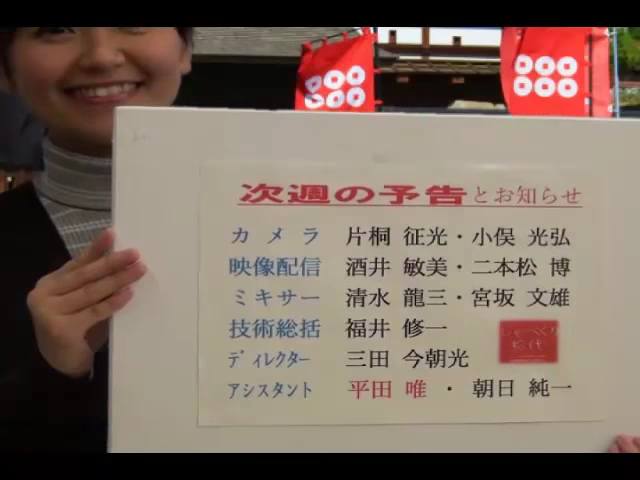 次週の予告とお知らせ
カメラ 片桐 征光・小俣 光弘
映像配信 酒井 敏美・二本松 博
ミキサー 清水 龍三・宮坂 文雄
技術総括 福井 修一
ディレクター 三田 今朝光
アシスタント 平田 唯・朝日 純一